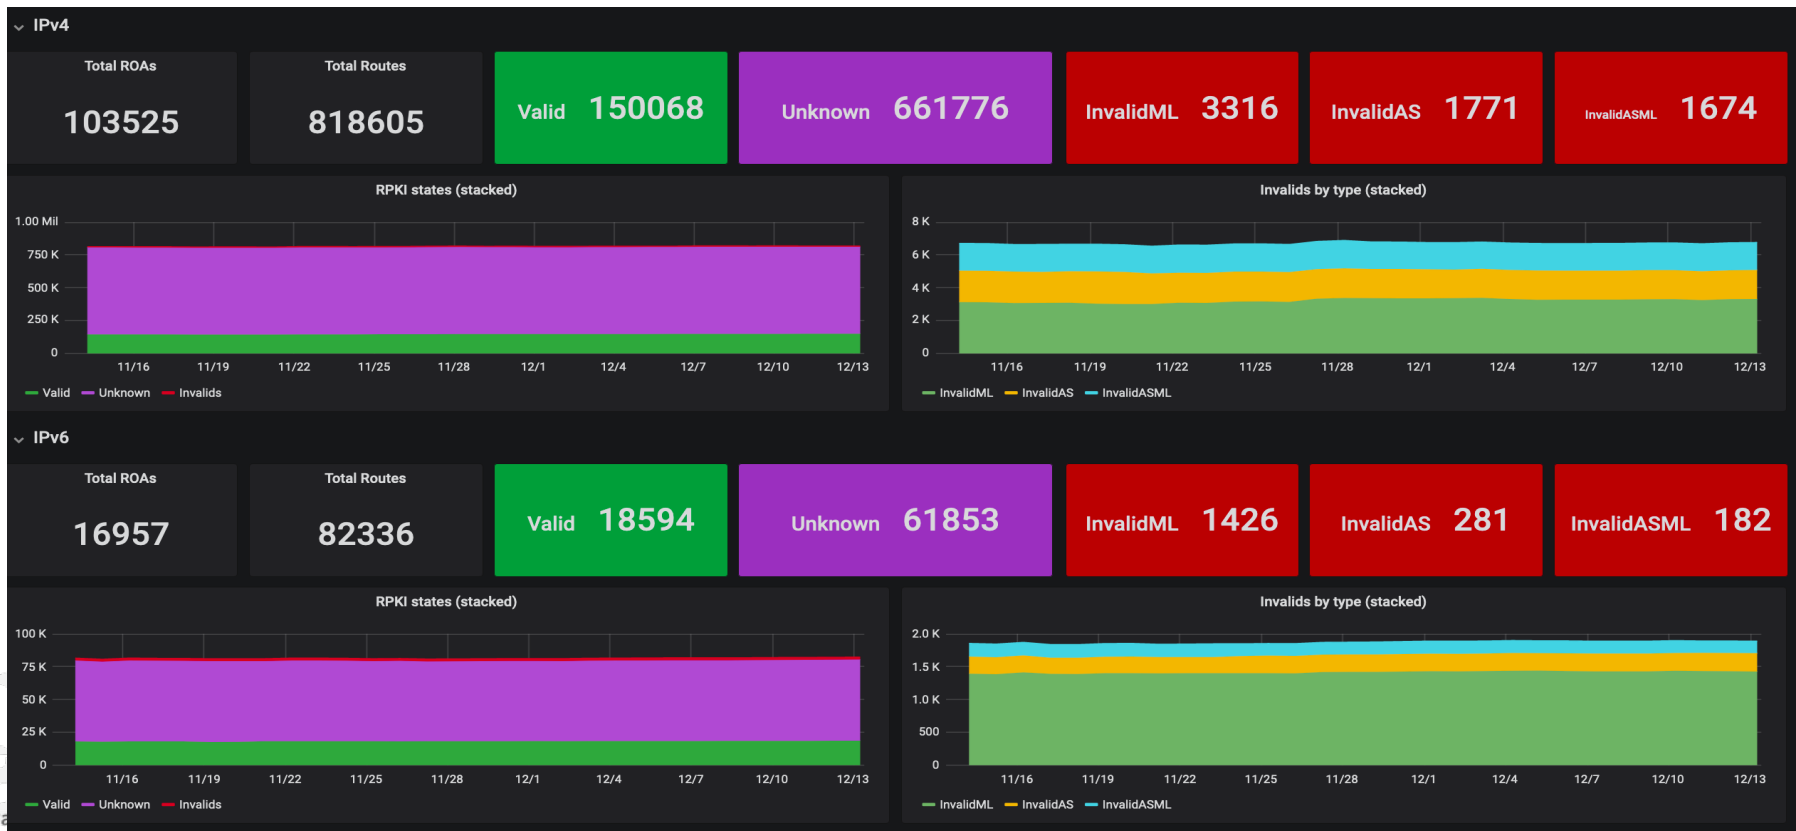 IPv4
Total ROAs
103525
Total Routes
818605
Valid 150068
Unknown 661776
InvalidML 3316
InvalidAS 1771
InvalidASML 1674
RPKI states (stacked)
1.00 Mil
750 K
500 K
250 K
0
11/16 11/19 11/22 11/25 11/28 12/1 12/4 12/7 12/10 12/13
Valid Unknown Invalids
Invalids by type (stacked)
8 K
6 K
4 K
2 K
0
11/16 11/19 11/22 11/25 11/28 12/1 12/4 12/7 12/10 12/13
InvalidML InvalidAS InvalidASML
IPv6
Total ROAs
16957
Total Routes
82336
Valid 18594
Unknown 61853
InvalidML 1426
InvalidAS 281
InvalidASML 182
RPKI states (stacked)
100 K
75 K
50 K
25 K
0
11/16 11/19 11/22 11/25 11/28 12/1 12/4 12/7 12/10 12/13
Valid Unknown Invalids
Invalids by type (stacked)
2.0 K
1.5 K
1.0 K
500
0
11/16 11/19 11/22 11/25 11/28 12/1 12/4 12/7 12/10 12/13
InvalidML InvalidAS InvalidASML